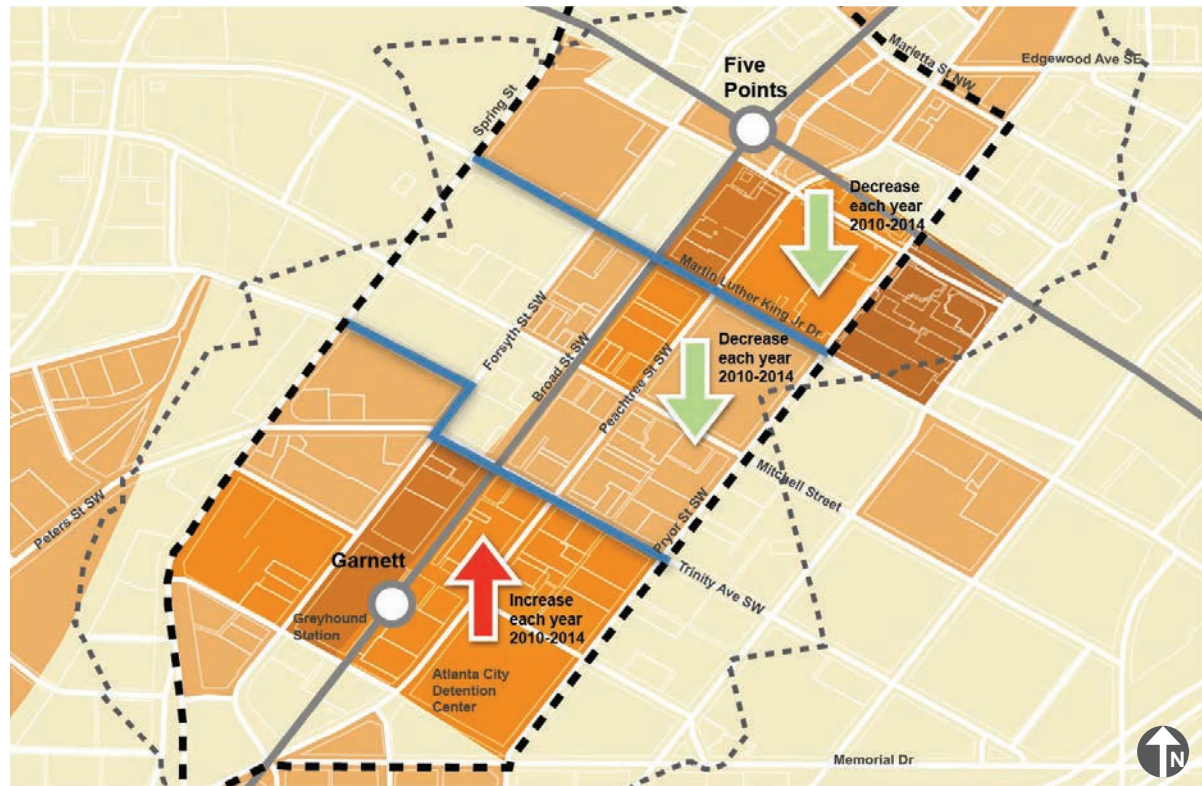 Marietta St NW
Edgewood Ave SE
Five
Points
Spring St
Decrease
each year
2010-2014
Martin Luther King Jr Dr
Decrease
each year
2010-2014
Forsyth St SW
Broad St SW
Peachtree St SW
Mitchell Street
Peters St SW
Pryor St SW
Trinity Ave SW
Garnett
Greyhound
Station
Increase
each year
2010-2014
Atlanta City
Detention
Center
Memorial Dr
N